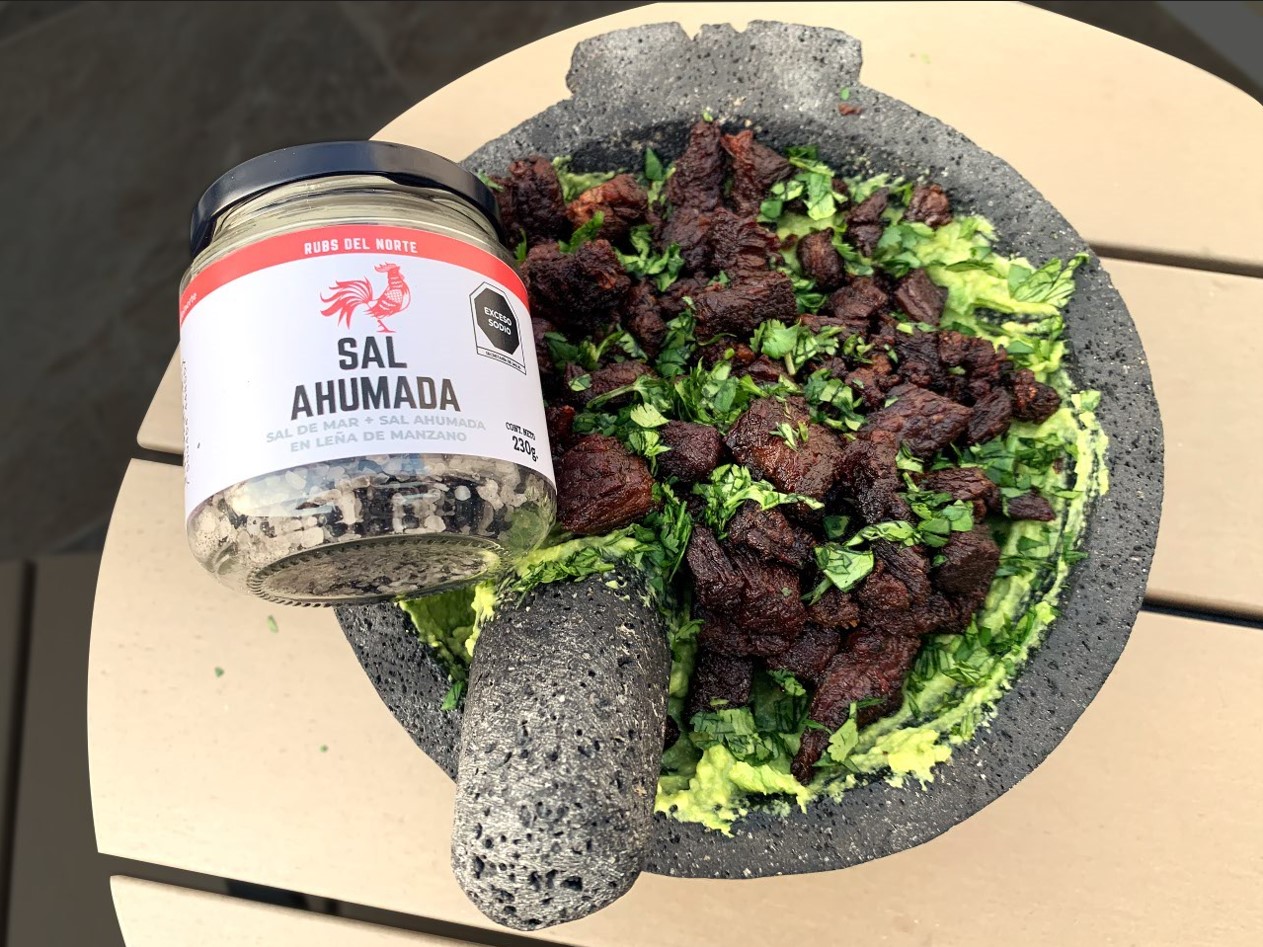 RUBS DEL NORTE
EXCESO
SODIO
SAL
AHUMADA
SAL DE MAR + SAL AHUMADA
EN LEÑA DE MANZANO
CONT. NETO
230g.